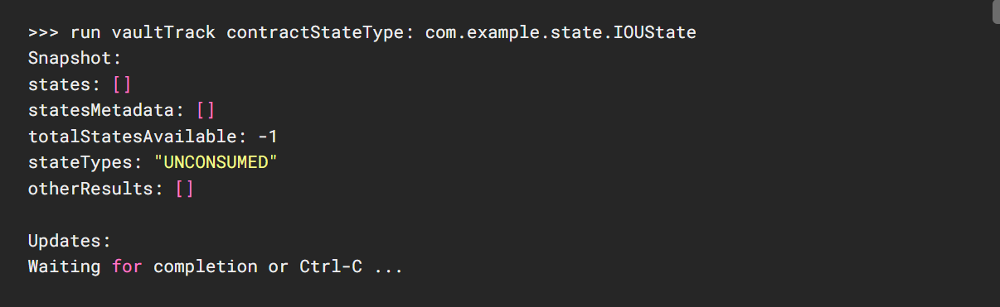 >>> run vaultTrack contractStateType: com.example.state.IOUState
Snapshot:
states: []
statesMetadata: []
totalStatesAvailable: -1
stateTypes: "UNCONSUMED"
otherResults: []
Updates:
Waiting for completion or Ctrl-C ...